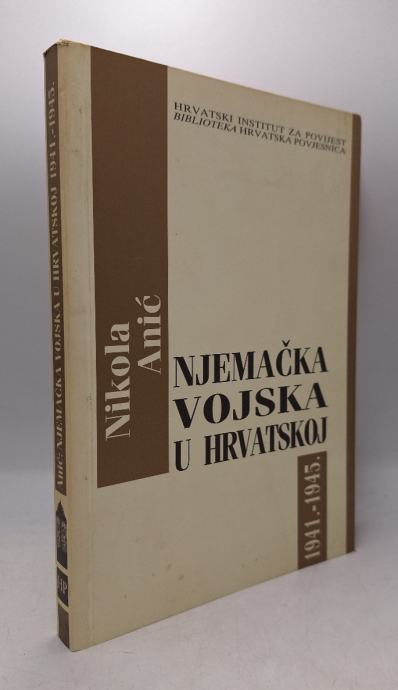 HRVATSKI INSTITUT ZA POVIJEST
BIBLIOTEKA HRVATSKA POVJESNICA
Nikola
Anić
NJEMAČKA
VOJSKA
U HRVATSKOJ
1941.-1945.
Anić: NJEMAČKA VOJSKA U HRVATSKOJ 1941.-1945.